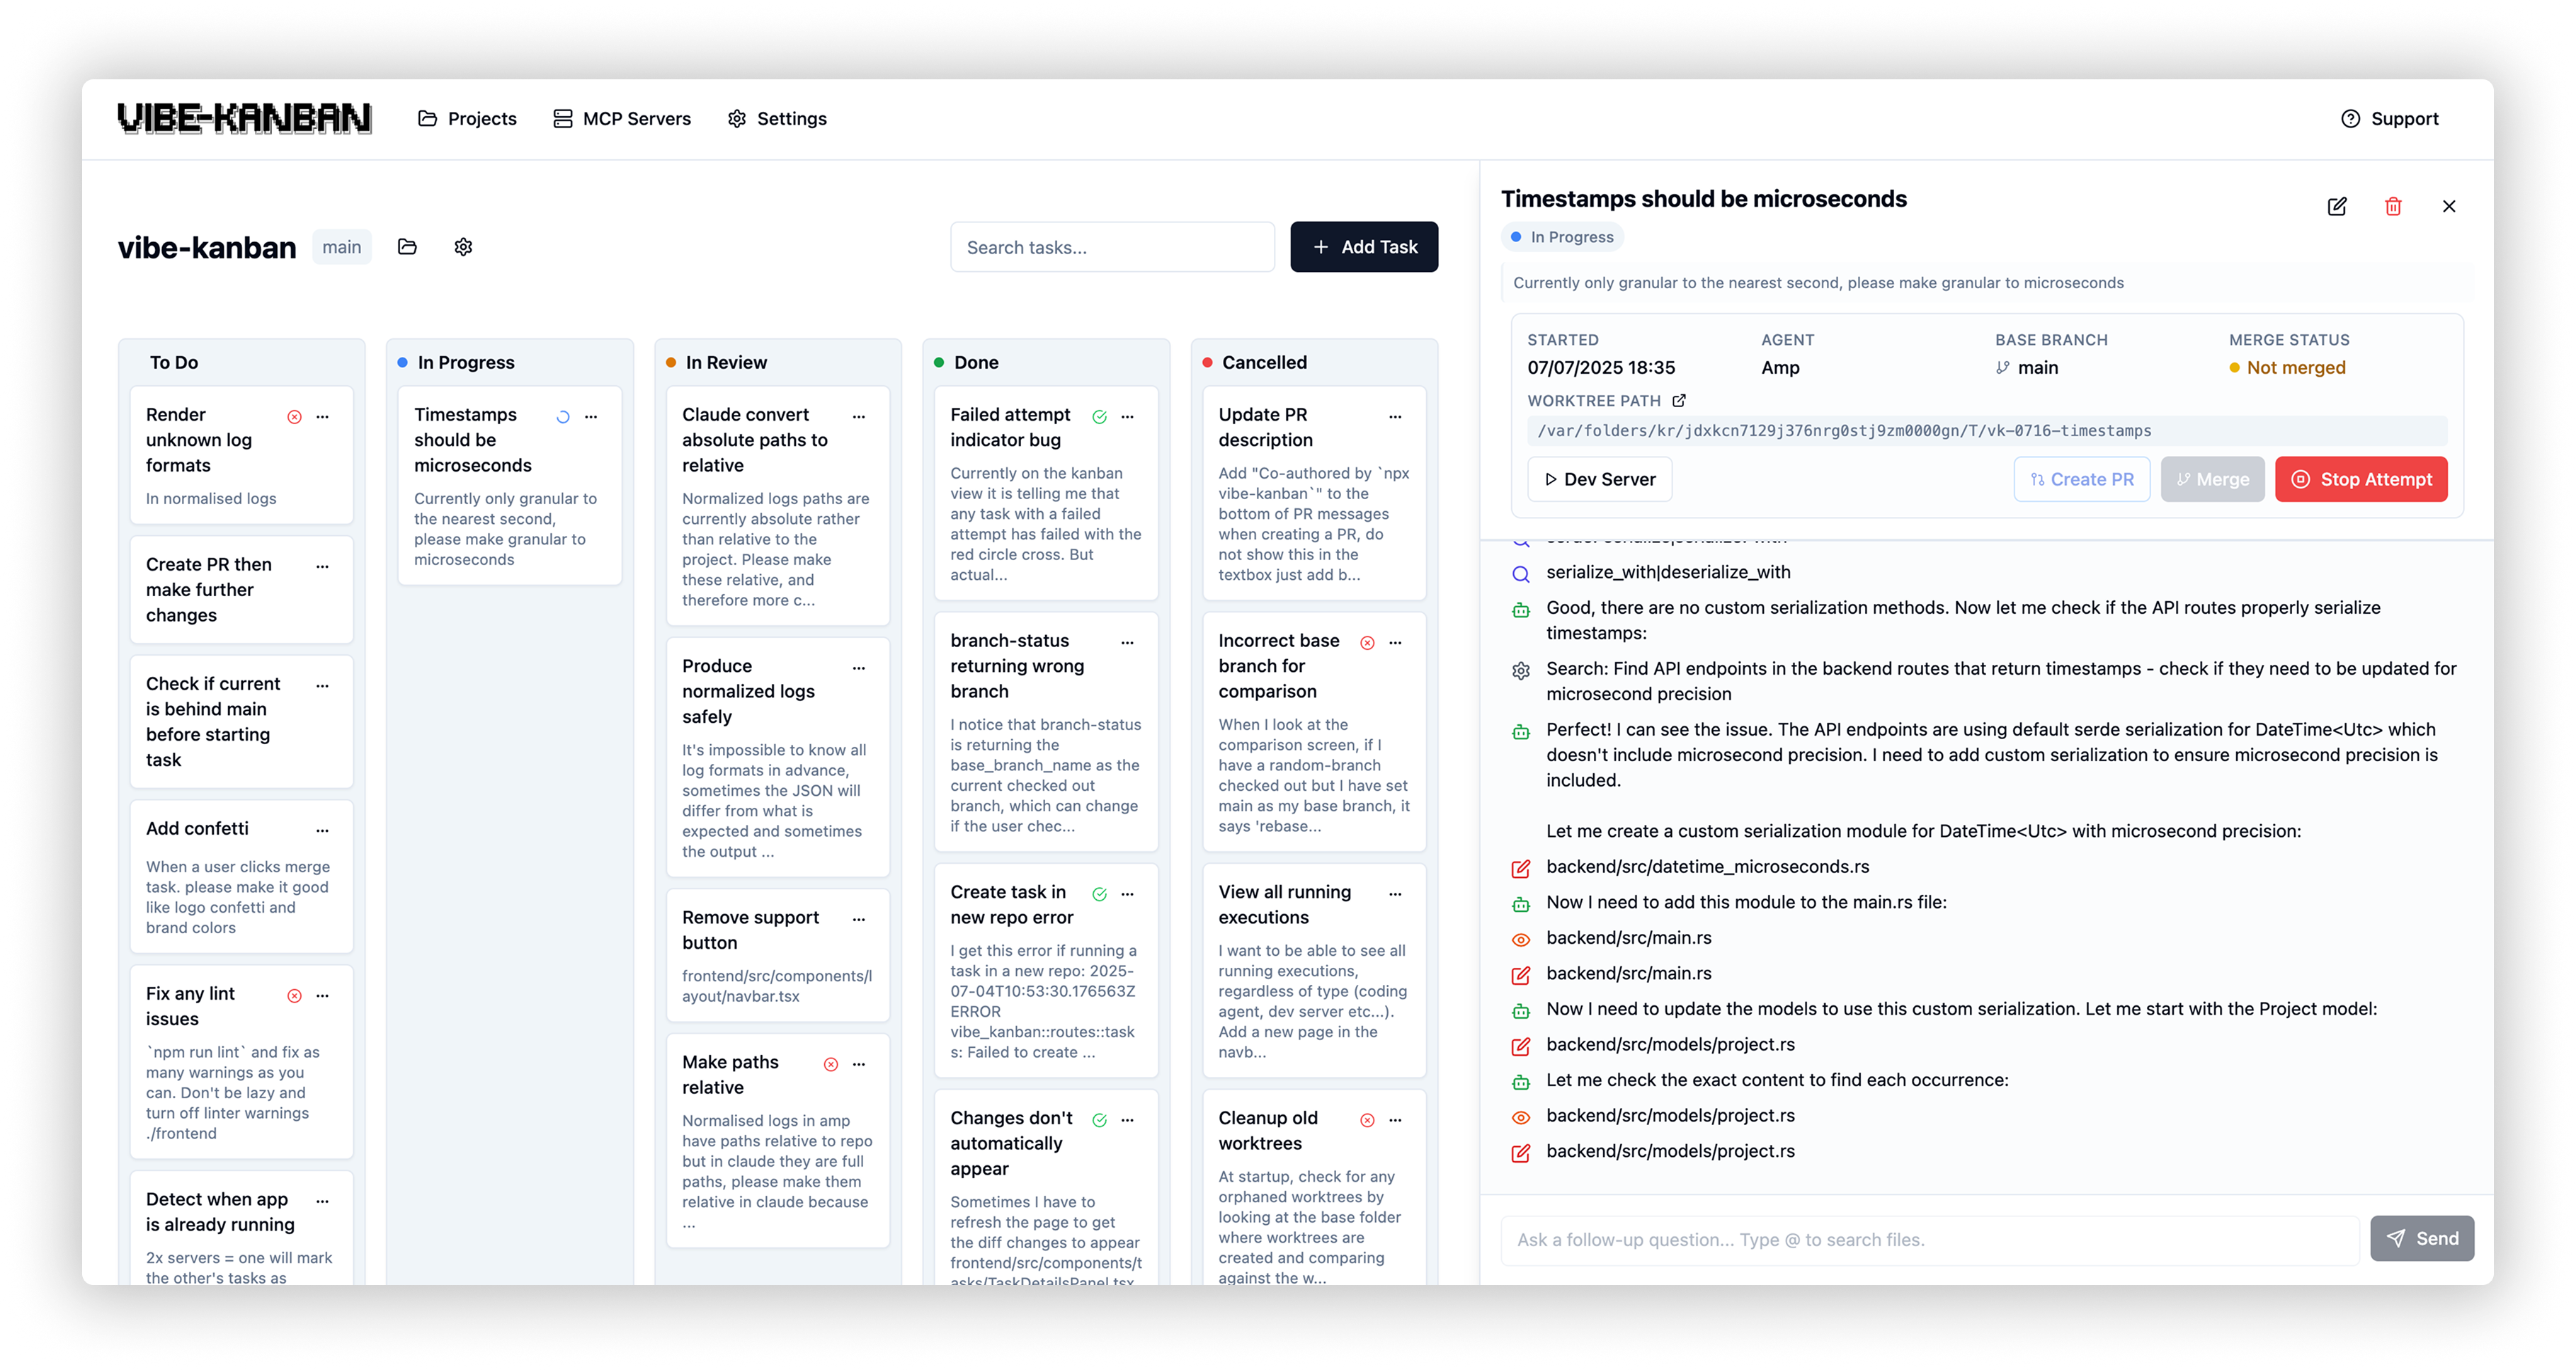 VIBE-KANBAN
Projects
MCP Servers
Settings
Support
vibe-kanban
main
Search tasks...
+ Add Task
To Do
Render
unknown log
formats
In normalised logs
Create PR then
make further
changes
Check if current
is behind main
before starting
task
Add confetti
When a user clicks merge
task. please make it good
like logo confetti and
brand colors
Fix any lint
issues
`npm run lint` and fix as
many warnings as you
can. Don't be lazy and
turn off linter warnings
./frontend
Detect when app
is already running
2x servers = one will mark
the other's tasks as
In Progress
Timestamps
should be
microseconds
Currently only granular to
the nearest second,
please make granular to
microseconds
In Review
Claude convert
absolute paths to
relative
Normalized logs paths are
currently absolute rather
than relative to the
project. Please make
these relative, and
therefore more c...
Produce
normalized logs
safely
It's impossible to know all
log formats in advance,
sometimes the JSON will
differ from what is
expected and sometimes
the output ...
Remove support
button
frontend/src/components/l
ayout/navbar.tsx
Make paths
relative
Normalised logs in amp
have paths relative to repo
but in claude they are full
paths, please make them
relative in claude because
...
Done
Failed attempt
indicator bug
Currently on the kanban
view it is telling me that
any task with a failed
attempt has failed with the
red circle cross. But
actual...
branch-status
returning wrong
branch
I notice that branch-status
is returning the
base_branch_name as the
current checked out
branch, which can change
if the user chec...
Create task in
new repo error
I get this error if running a
task in a new repo: 2025-
07-04T10:53:30.176563Z
ERROR
vibe_kanban::routes::task
s: Failed to create ...
Changes don't
automatically
appear
Sometimes I have to
refresh the page to get
the diff changes to appear
frontend/src/components/t
asks/TaskDetailsPanel.tsx
Cancelled
Update PR
description
Add "Co-authored by `npx
vibe-kanban`" to the
bottom of PR messages
when creating a PR, do
not show this in the
textbox just add b...
Incorrect base
branch for
comparison
When I look at the
comparison screen, if I
have a random-branch
checked out but I have set
main as my base branch, it
says 'rebase...
View all running
executions
I want to be able to see all
running executions,
regardless of type (coding
agent, dev server etc...).
Add a new page in the
navb...
Cleanup old
worktrees
At startup, check for any
orphaned worktrees by
looking at the base folder
where worktrees are
created and comparing
against the w...
Timestamps should be microseconds
In Progress
Currently only granular to the nearest second, please make granular to microseconds
STARTED
07/07/2025 18:35
AGENT
Amp
BASE BRANCH
main
MERGE STATUS
Not merged
WORKTREE PATH
/var/folders/kr/jdxkcn7129j376nrg0stj9zm0000gn/T/vk-0716-timestamps
Dev Server
Create PR
Merge
Stop Attempt
serialize_with|deserialize_with
Good, there are no custom serialization methods. Now let me check if the API routes properly serialize
timestamps:
Search: Find API endpoints in the backend routes that return timestamps - check if they need to be updated for
microsecond precision
Perfect! I can see the issue. The API endpoints are using default serde serialization for DateTime<Utc> which
doesn't include microsecond precision. I need to add custom serialization to ensure microsecond precision is
included.
Let me create a custom serialization module for DateTime<Utc> with microsecond precision:
backend/src/datetime_microseconds.rs
Now I need to add this module to the main.rs file:
backend/src/main.rs
backend/src/main.rs
Now I need to update the models to use this custom serialization. Let me start with the Project model:
backend/src/models/project.rs
Let me check the exact content to find each occurrence:
backend/src/models/project.rs
backend/src/models/project.rs
Ask a follow-up question... Type @ to search files.
Send